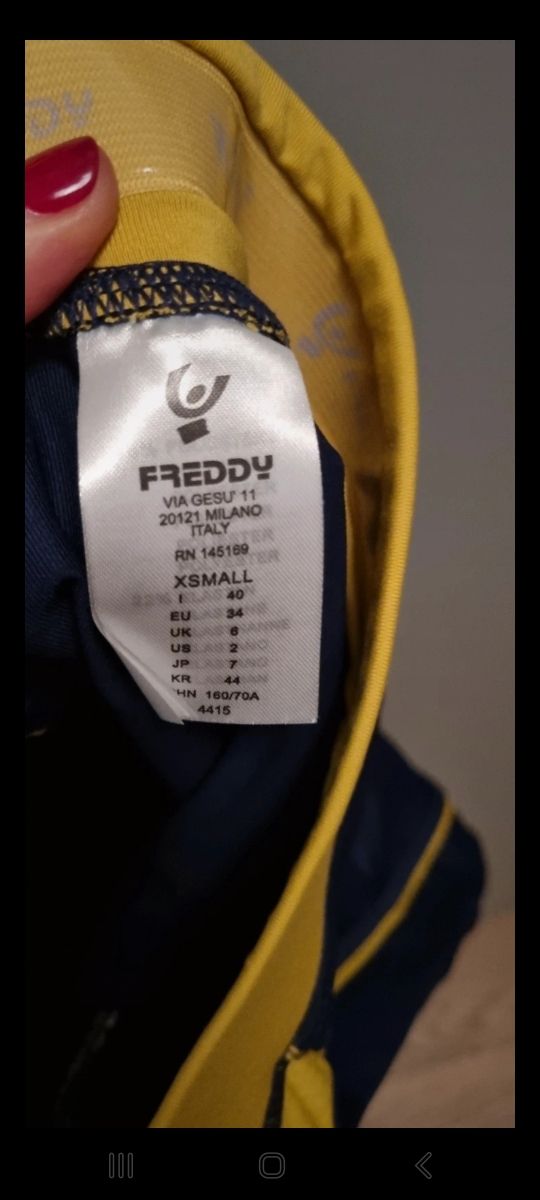 FREDDY
VIA GESU' 11
20121 MILANO
ITALY
RN 145169
XSMALL
I 40
EU 34
UK 6
US 2
JP 7
KR 44
HN 160/70A
4415